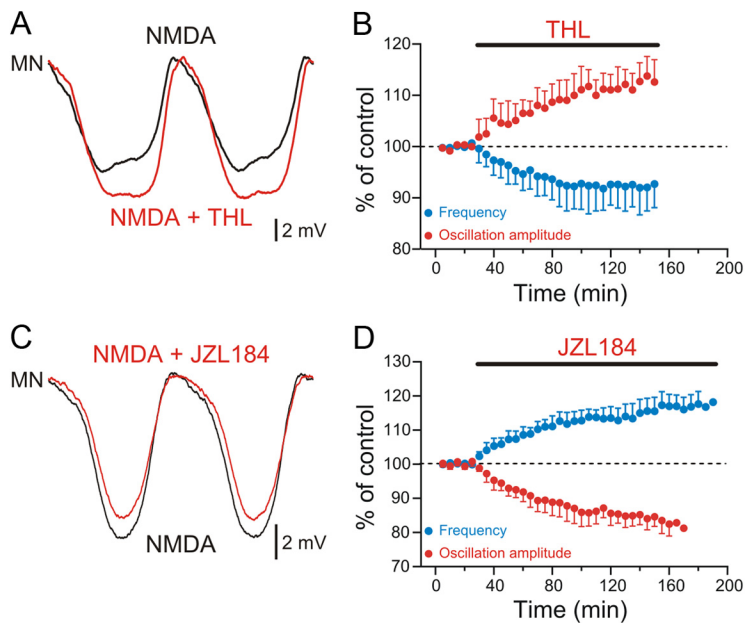 A
NMDA
MN
NMDA + THL
2 mV
B
THL
120
110
100
90
80
% of control
Frequency
Oscillation amplitude
0 40 80 120 160 200
Time (min)
C
NMDA + JZL184
MN
NMDA
2 mV
D
JZL184
130
120
110
100
90
80
70
% of control
Frequency
Oscillation amplitude
0 40 80 120 160 200
Time (min)